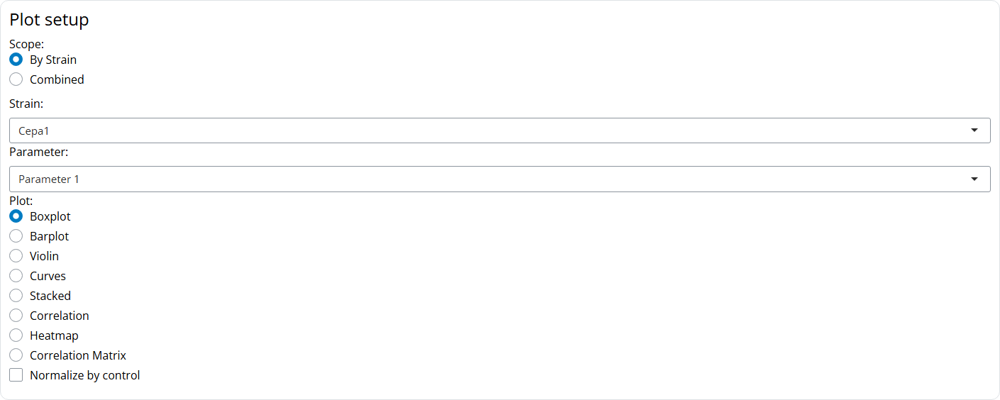 Plot setup
Scope:
By Strain
Combined
Strain:
Cepa1
Parameter:
Parameter 1
Plot:
Boxplot
Barplot
Violin
Curves
Stacked
Correlation
Heatmap
Correlation Matrix
Normalize by control